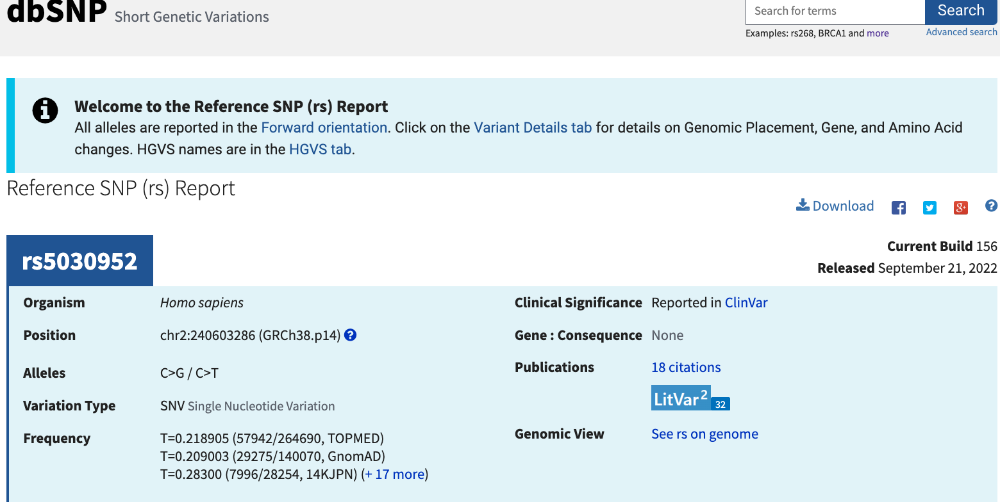 dbSNP Short Genetic Variations
Search for terms
Search
Examples: rs268, BRCA1 and more
Advanced search
Welcome to the Reference SNP (rs) Report
All alleles are reported in the Forward orientation. Click on the Variant Details tab for details on Genomic Placement, Gene, and Amino Acid
changes. HGVS names are in the HGVS tab.
Reference SNP (rs) Report
Download
rs5030952
Current Build 156
Released September 21, 2022
Organism Homo sapiens
Position chr2:240603286 (GRCh38.p14)
Alleles C>G / C>T
Variation Type SNV Single Nucleotide Variation
Frequency T=0.218905 (57942/264690, TOPMED)
T=0.209003 (29275/140070, GnomAD)
T=0.28300 (7996/28254, 14KJPN) (+ 17 more)
Clinical Significance Reported in ClinVar
Gene : Consequence None
Publications 18 citations
LitVar2 32
Genomic View See rs on genome